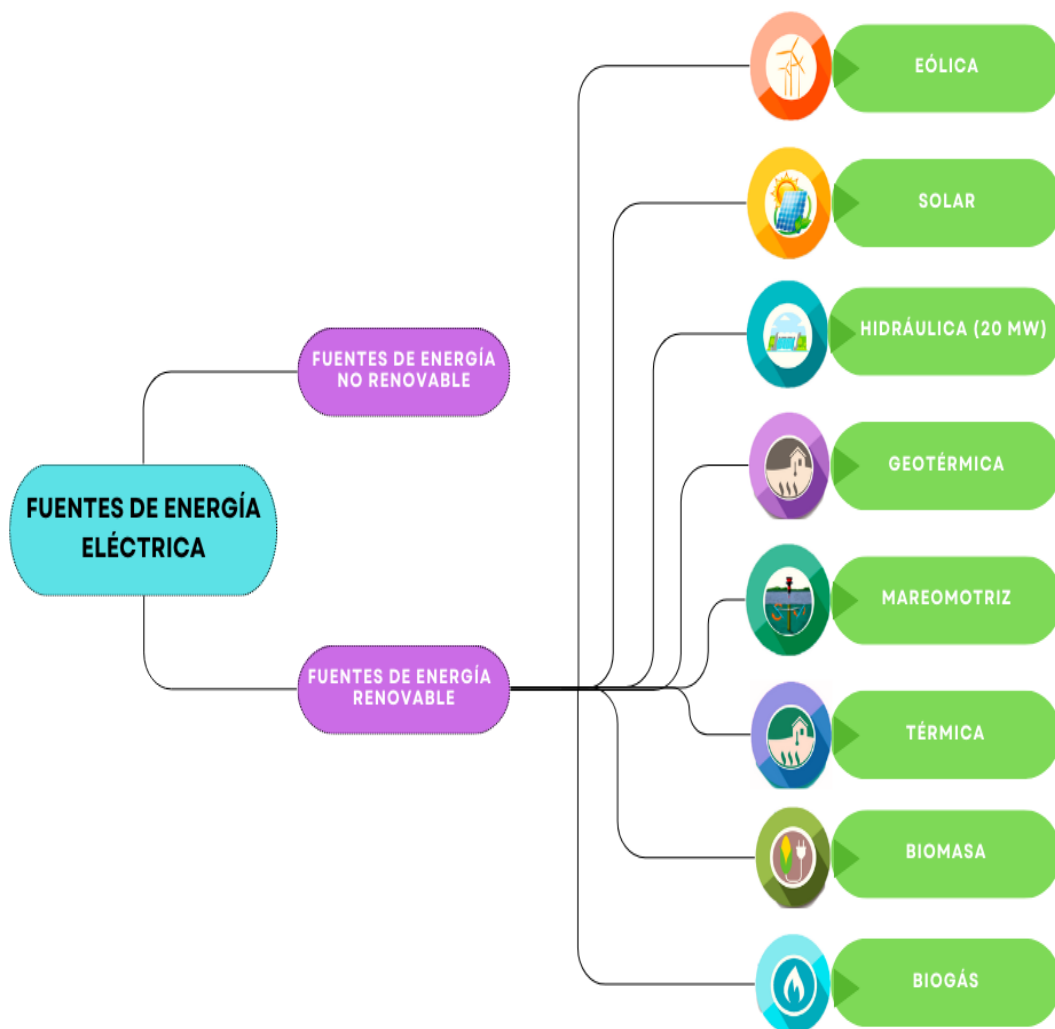 FUENTES DE ENERGÍA
ELÉCTRICA
FUENTES DE ENERGÍA
NO RENOVABLE
FUENTES DE ENERGÍA
RENOVABLE
EÓLICA
SOLAR
HIDRÁULICA (20 MW)
GEOTÉRMICA
MAREOMOTRIZ
TÉRMICA
BIOMASA
BIOGÁS